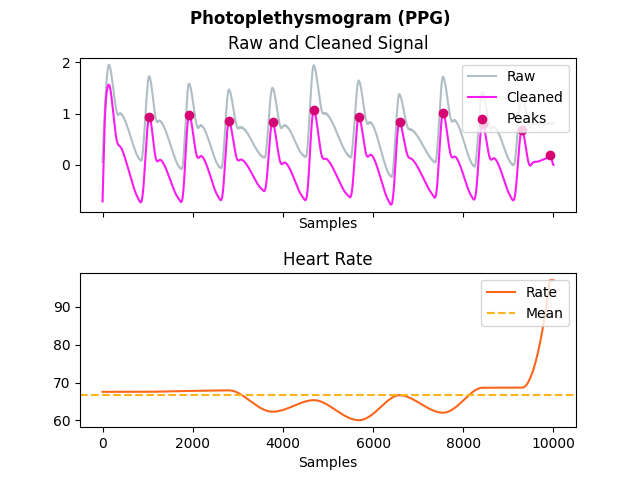 Photoplethysmogram (PPG)
Raw and Cleaned Signal
2
1
0
Raw
Cleaned
Peaks
Samples
Heart Rate
90
80
70
60
Rate
Mean
0 2000 4000 6000 8000 10000
Samples